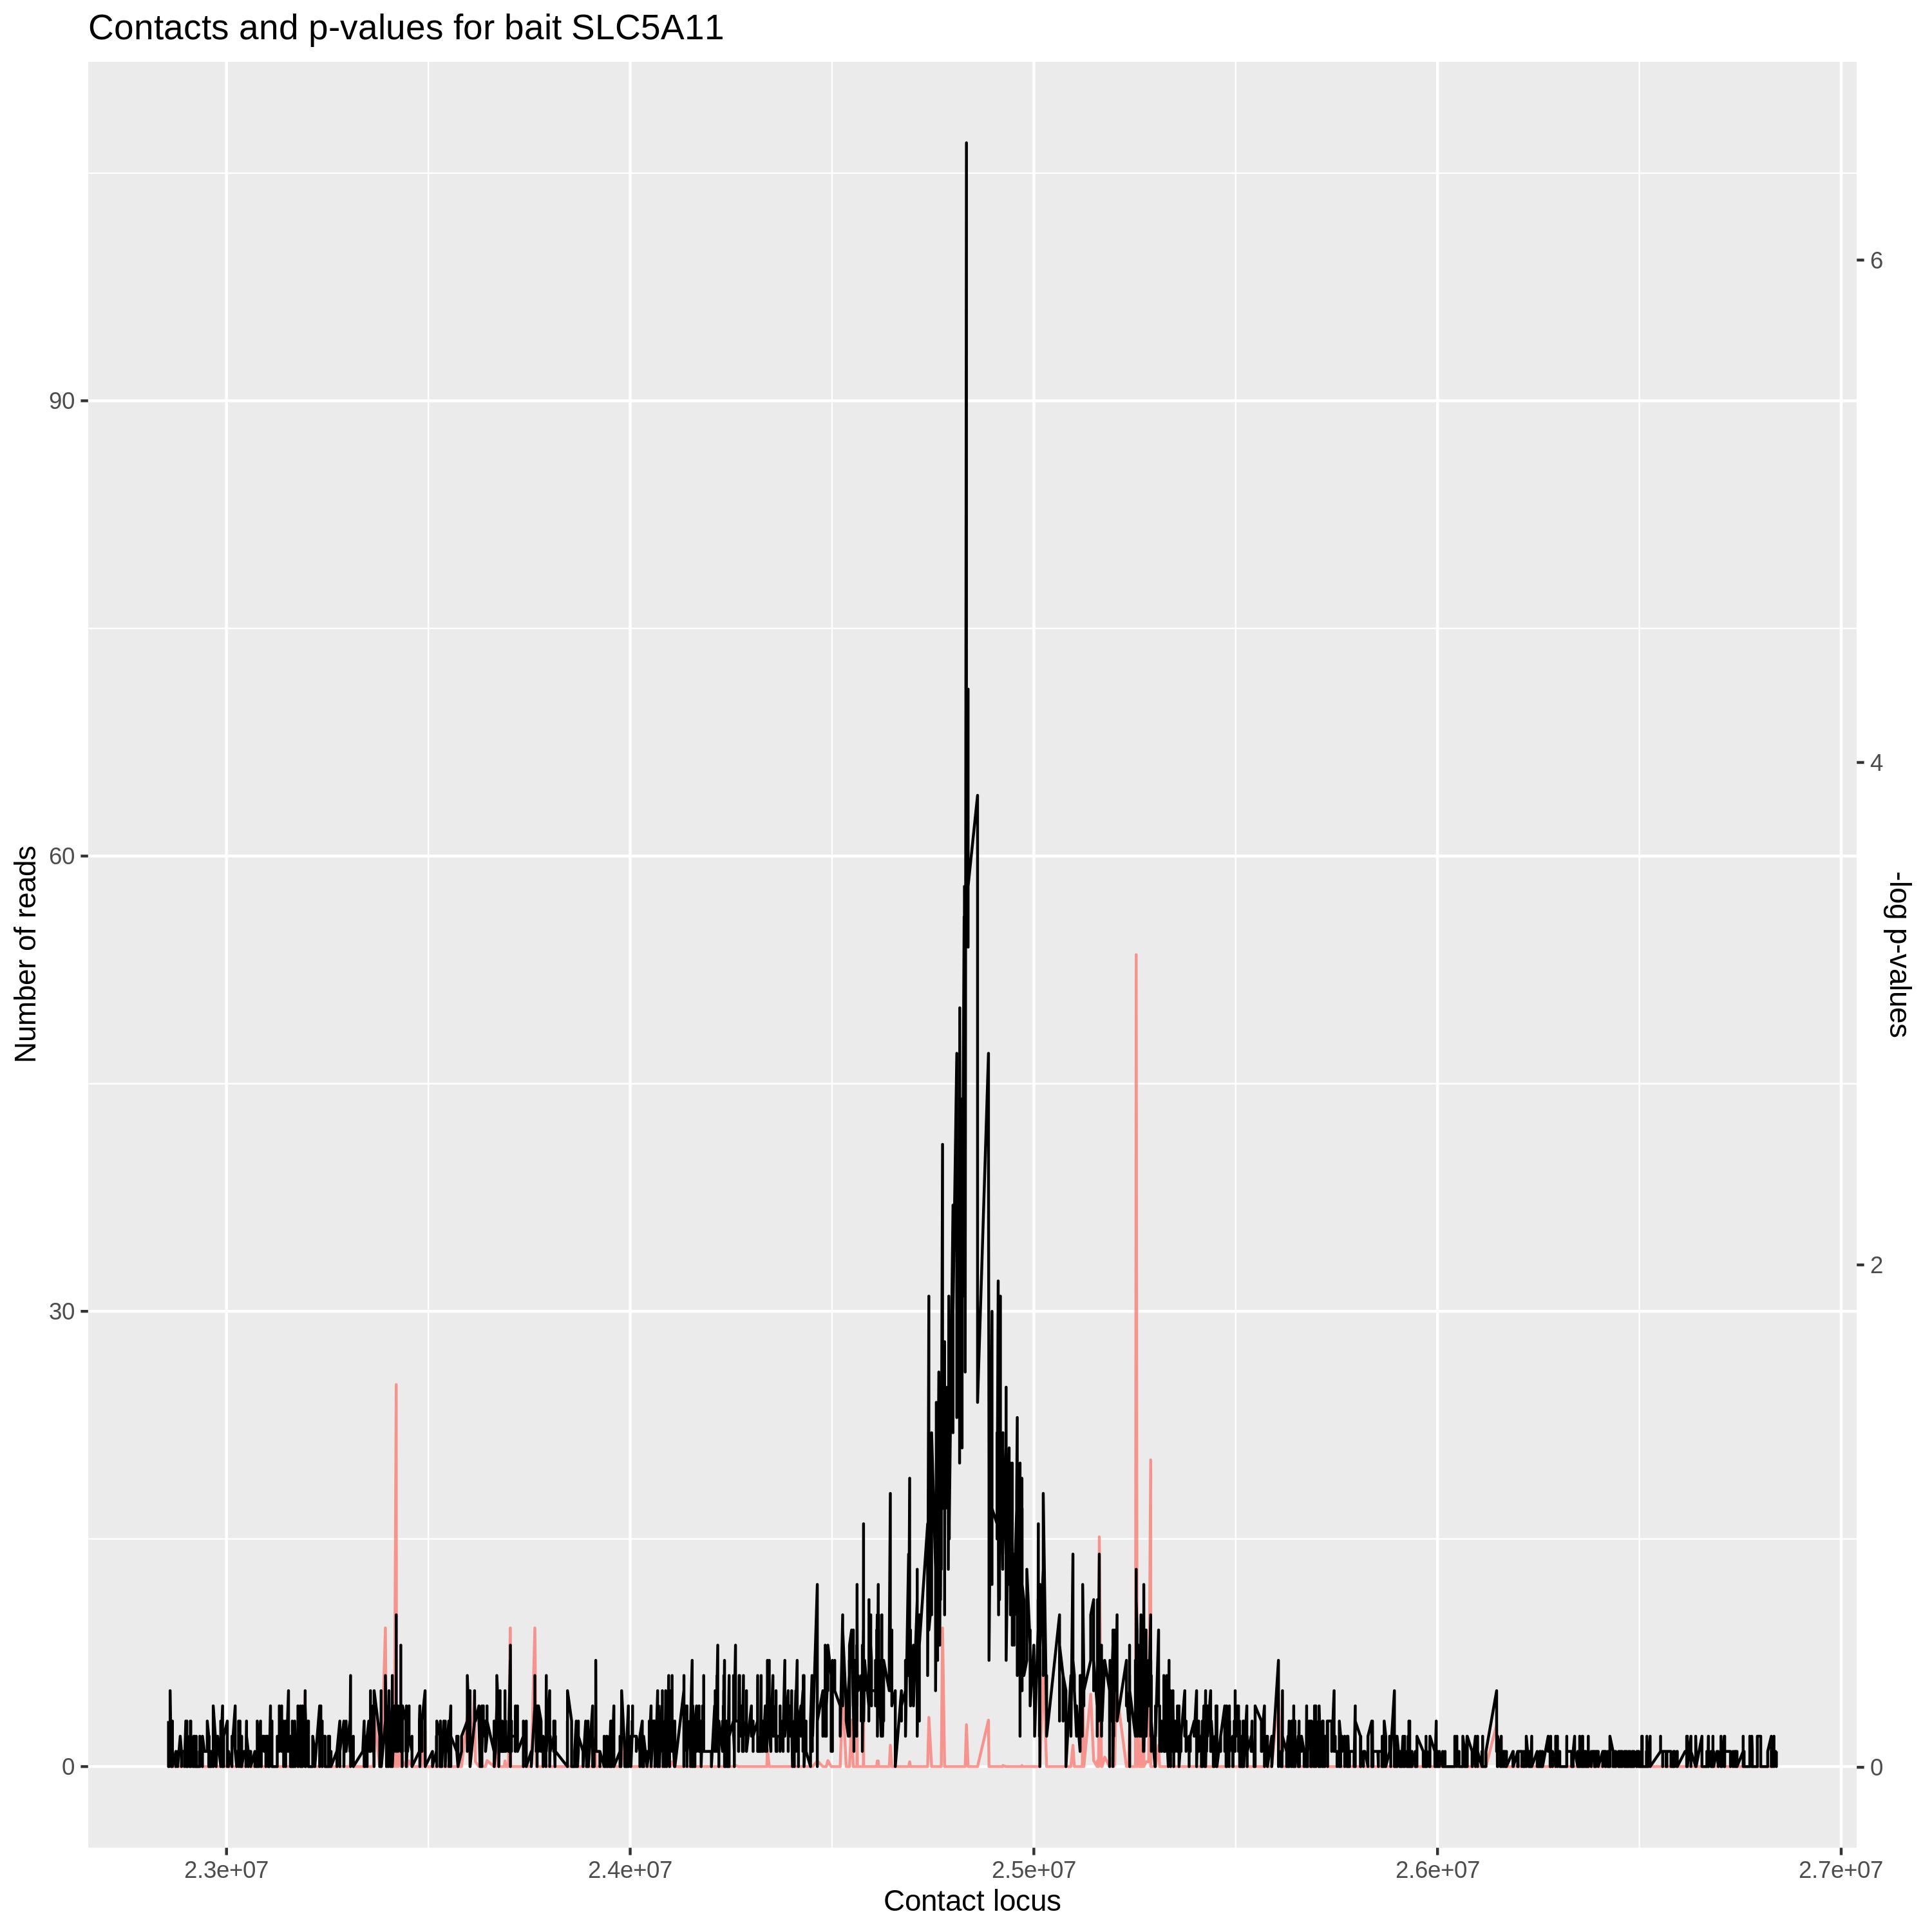 Contacts and p-values for bait SLC5A11
Number of reads
90
60
30
0
6
4
2
0
-log p-values
2.3e+07
2.4e+07
2.5e+07
2.6e+07
2.7e+07
Contact locus